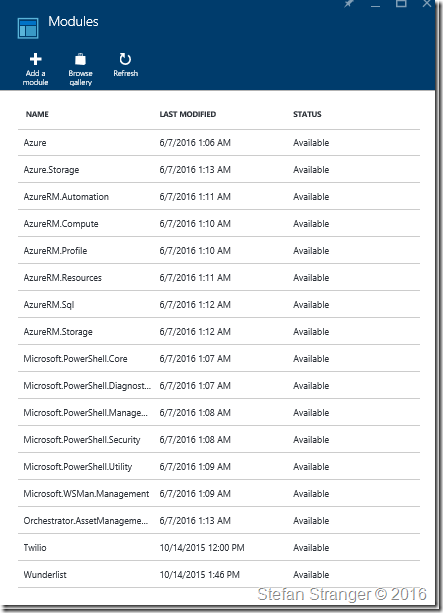 Modules
Add a module
Browse gallery
Refresh
NAME LAST MODIFIED STATUS
Azure 6/7/2016 1:06 AM Available
Azure.Storage 6/7/2016 1:13 AM Available
AzureRM.Automation 6/7/2016 1:11 AM Available
AzureRM.Compute 6/7/2016 1:10 AM Available
AzureRM.Profile 6/7/2016 1:10 AM Available
AzureRM.Resources 6/7/2016 1:11 AM Available
AzureRM.Sql 6/7/2016 1:12 AM Available
AzureRM.Storage 6/7/2016 1:12 AM Available
Microsoft.PowerShell.Core 6/7/2016 1:07 AM Available
Microsoft.PowerShell.Diagnost... 6/7/2016 1:07 AM Available
Microsoft.PowerShell.Manage... 6/7/2016 1:08 AM Available
Microsoft.PowerShell.Security 6/7/2016 1:08 AM Available
Microsoft.PowerShell.Utility 6/7/2016 1:09 AM Available
Microsoft.WSMan.Management 6/7/2016 1:09 AM Available
Orchestrator.AssetManageme... 6/7/2016 1:13 AM Available
Twilio 10/14/2015 12:00 PM Available
Wunderlist 10/14/2015 1:46 PM Available
Stefan Stranger © 2016